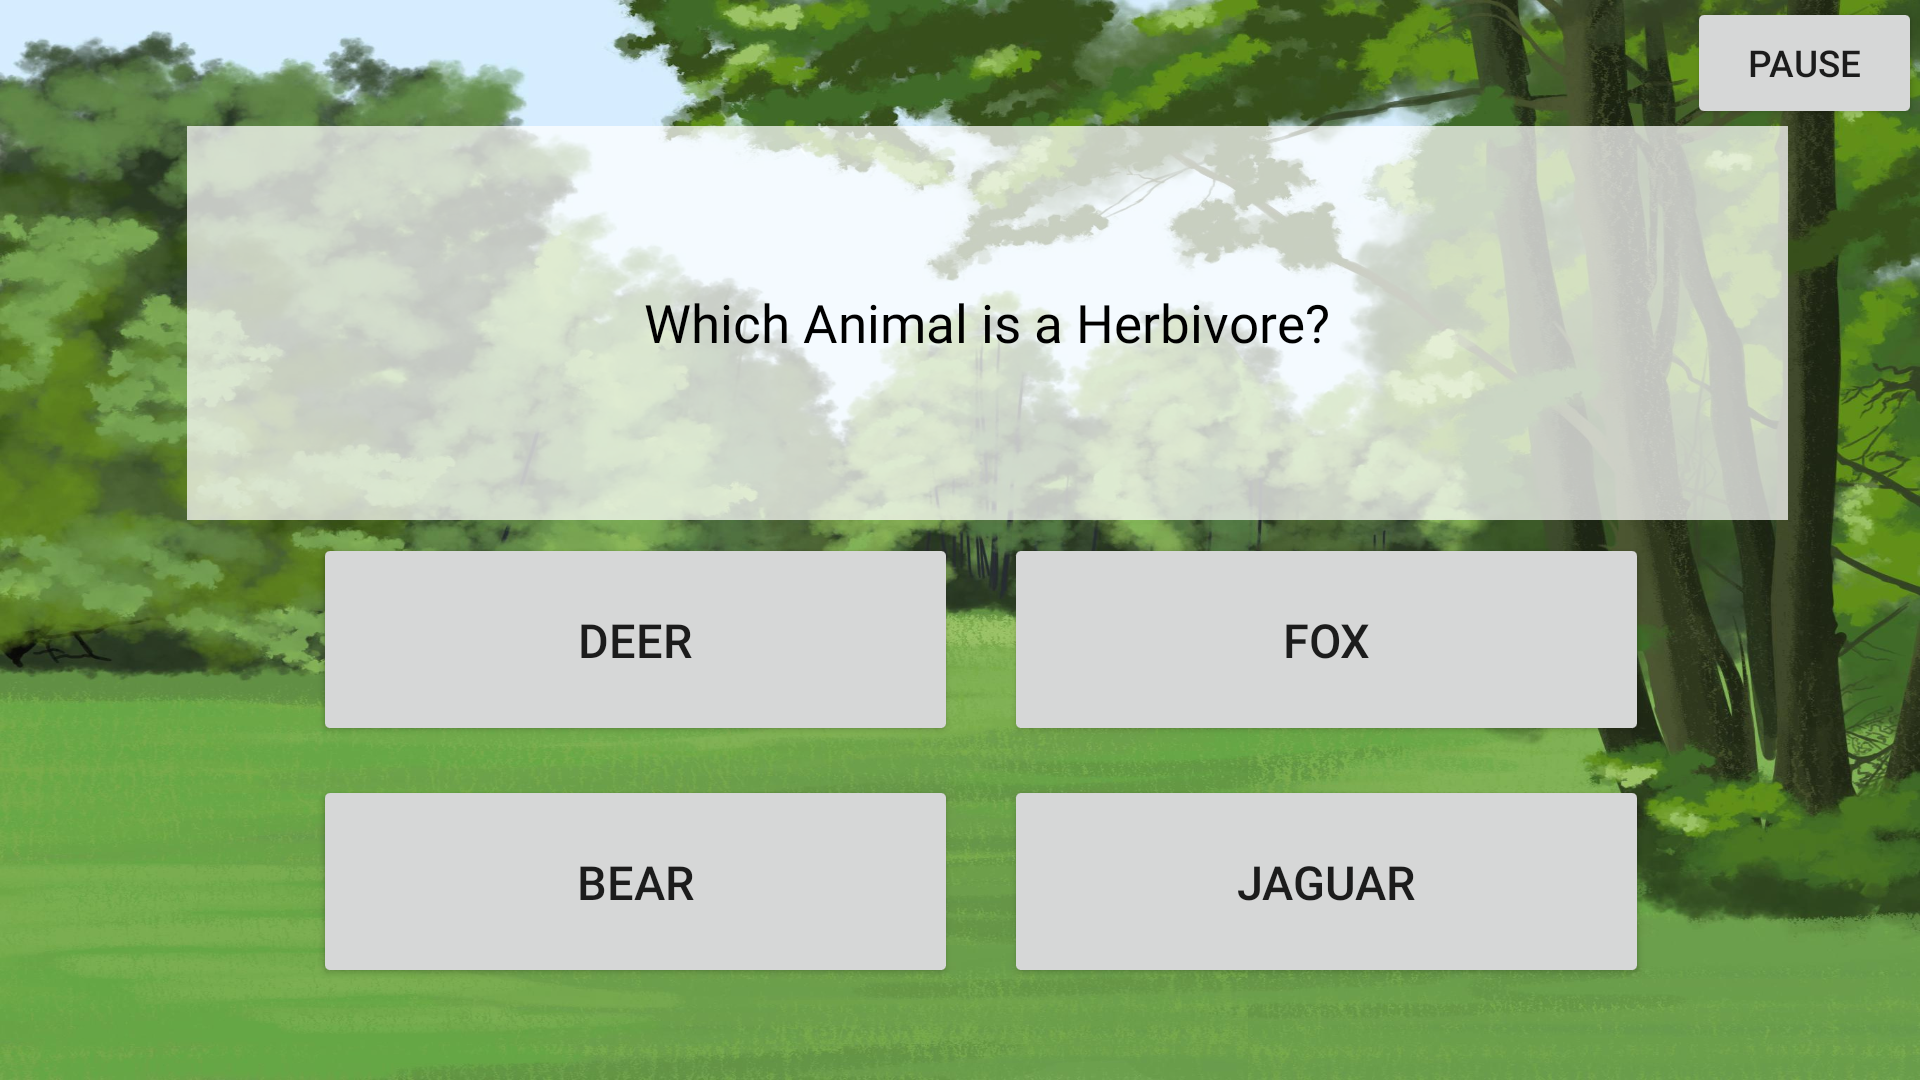 PAUSE
Which Animal is a Herbivore?
DEER
FOX
BEAR
JAGUAR